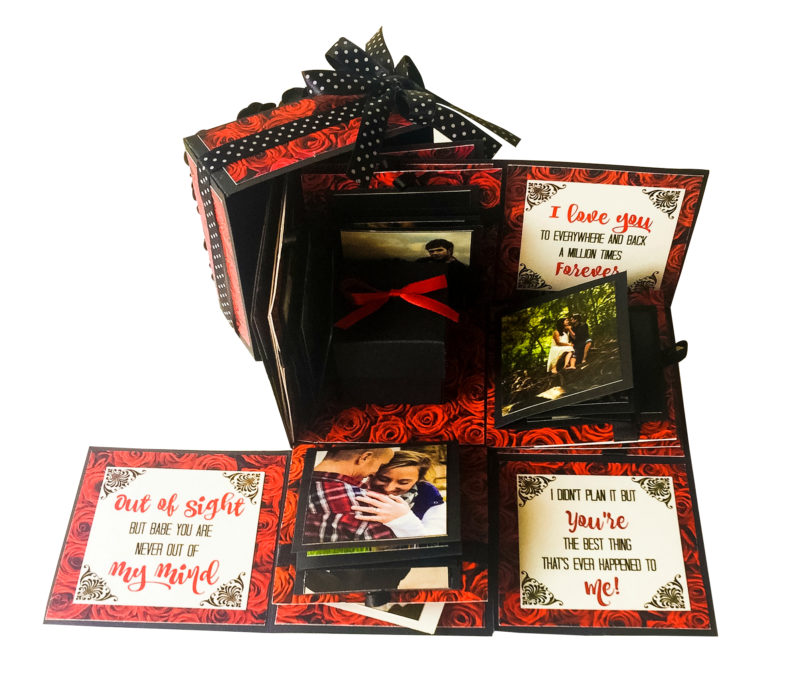 I love you
TO EVERYWHERE AND BACK
A MILLION TIMES
Forever
Out of Sight
BUT BABE YOU ARE
NEVER OUT OF
My Mind
I DIDN'T PLAN IT BUT
You're
THE BEST THING
THAT'S EVER HAPPENED TO
me!